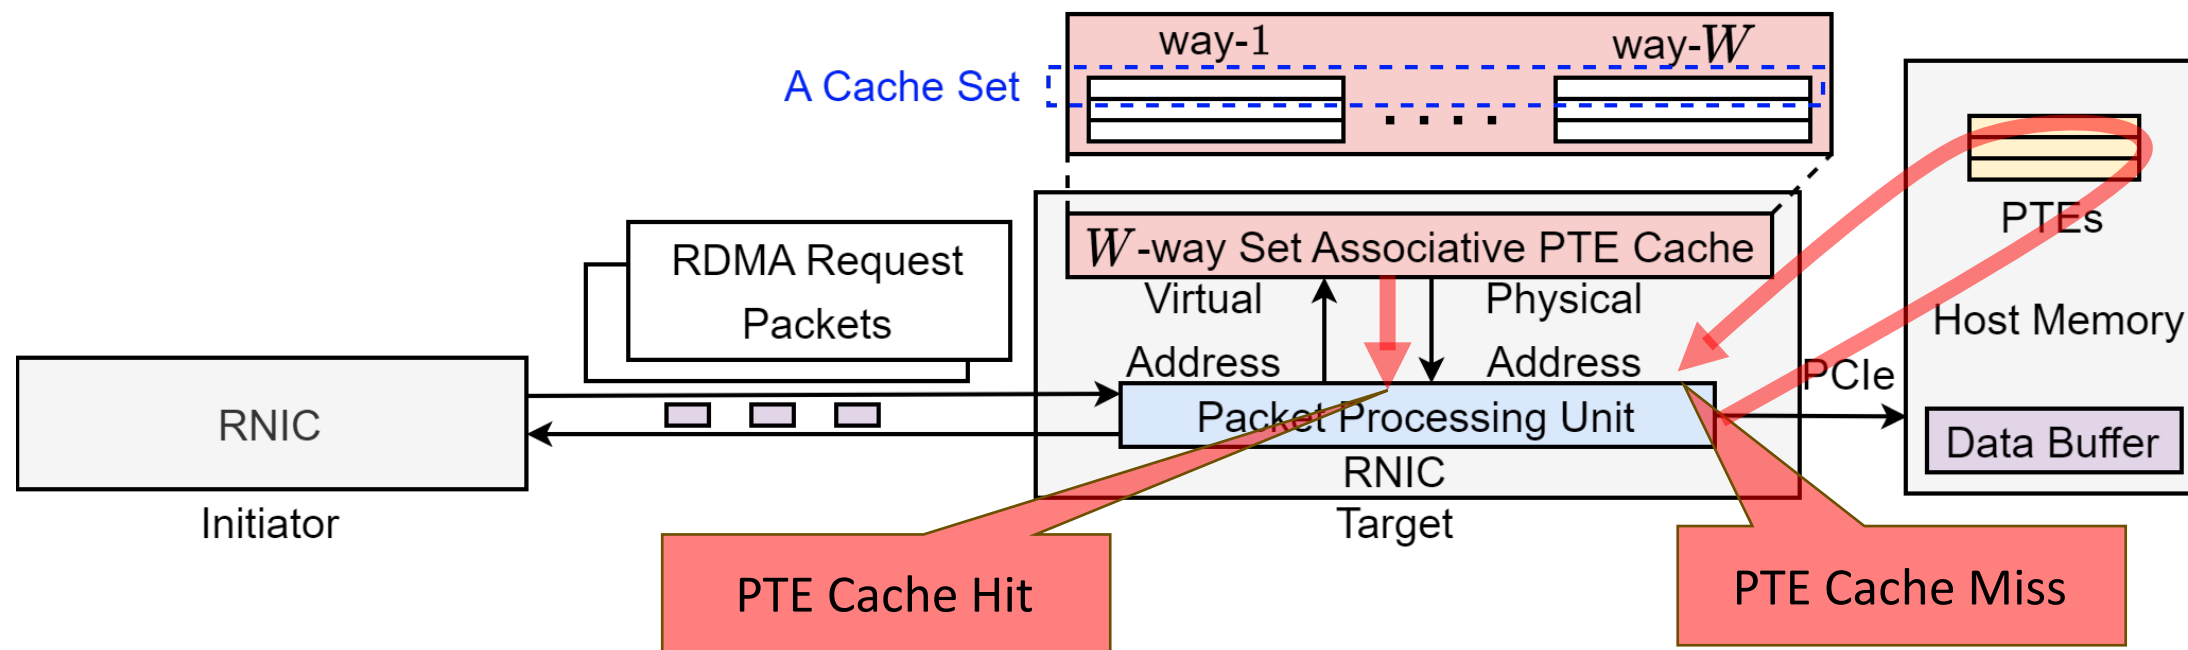 way-1
way-W
A Cache Set
W-way Set Associative PTE Cache
RDMA Request
Packets
Virtual
Address
Physical
Address
PTEs
Host Memory
PCIe
RNIC
Packet Processing Unit
Data Buffer
RNIC
Initiator
Target
PTE Cache Hit
PTE Cache Miss